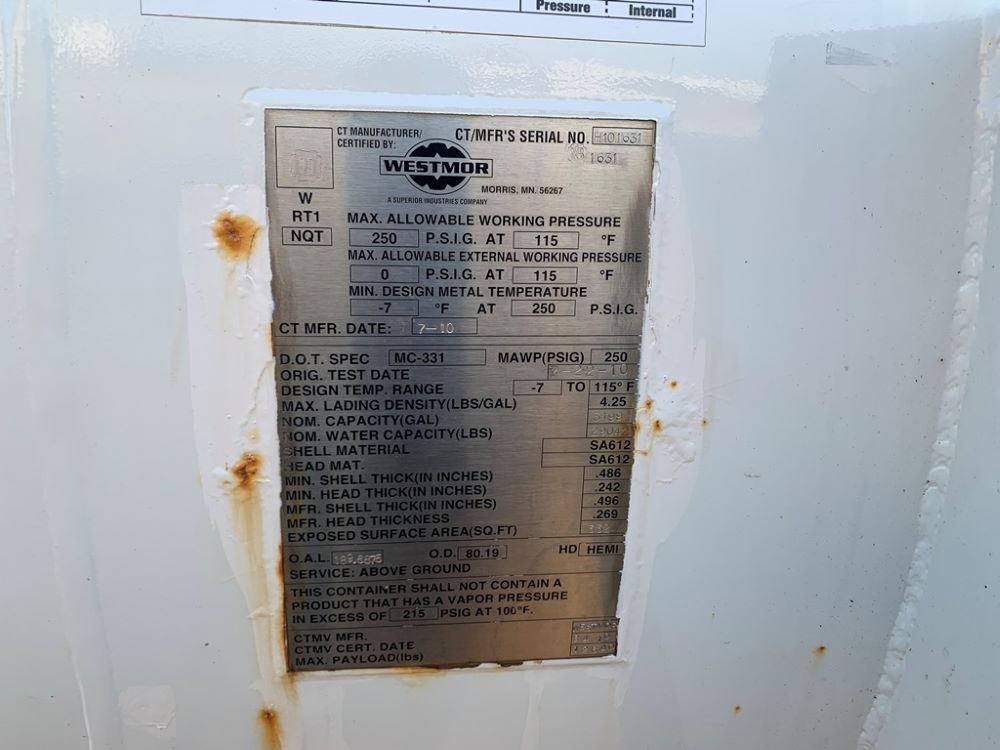 Pressure Internal
CT MANUFACTURER/
CERTIFIED BY:
CT/MFR'S SERIAL NO.
1631
WESTMOR
MORRIS, MN. 56267
A SUPERIOR INDUSTRIES COMPANY
W
RT1
NQT
MAX. ALLOWABLE WORKING PRESSURE
250 P.S.I.G. AT 115 °F
MAX. ALLOWABLE EXTERNAL WORKING PRESSURE
0 P.S.I.G. AT 115 °F
MIN. DESIGN METAL TEMPERATURE
-7 °F AT 250 P.S.I.G.
CT MFR. DATE: 7-10
D.O.T. SPEC MC-331 MAWP(PSIG) 250
ORIG. TEST DATE
DESIGN TEMP. RANGE -7 TO 115° F
MAX. LADING DENSITY(LBS/GAL) 4.25
NOM. CAPACITY(GAL)
NOM. WATER CAPACITY(LBS)
SHELL MATERIAL SA612
HEAD MAT. SA612
MIN. SHELL THICK(IN INCHES) .486
MIN. HEAD THICK(IN INCHES) .242
MFR. SHELL THICK(IN INCHES) .496
MFR. HEAD THICKNESS .269
EXPOSED SURFACE AREA(SQ.FT)
O.A.L. O.D. 80.19 HD HEMI
SERVICE: ABOVE GROUND
THIS CONTAINER SHALL NOT CONTAIN A
PRODUCT THAT HAS A VAPOR PRESSURE
IN EXCESS OF 215 PSIG AT 100°F.
CTMV MFR.
CTMV CERT. DATE
MAX. PAYLOAD(lbs)